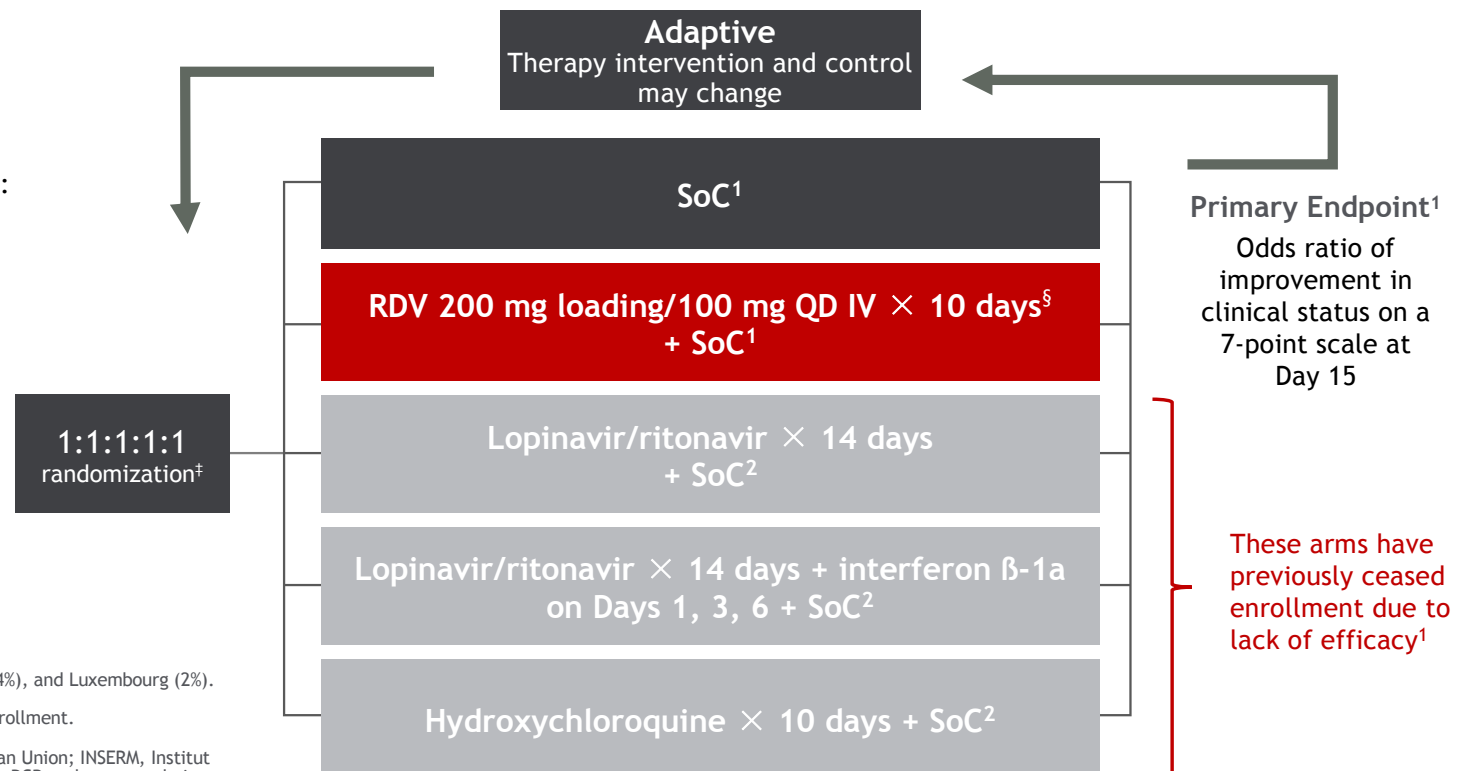 Adaptive
Therapy intervention and control
may change
:
SoC¹
RDV 200 mg loading/100 mg QD IV × 10 days§
+ SoC¹
Lopinavir/ritonavir × 14 days
+ SoC²
Lopinavir/ritonavir × 14 days + interferon ß-1a
on Days 1, 3, 6 + SoC²
Hydroxychloroquine × 10 days + SoC²
1:1:1:1:1
randomization‡
Primary Endpoint¹
Odds ratio of
improvement in
clinical status on a
7-point scale at
Day 15
These arms have
previously ceased
enrollment due to
lack of efficacy¹
4%), and Luxembourg (2%).
rollment.
an Union; INSERM, Institut